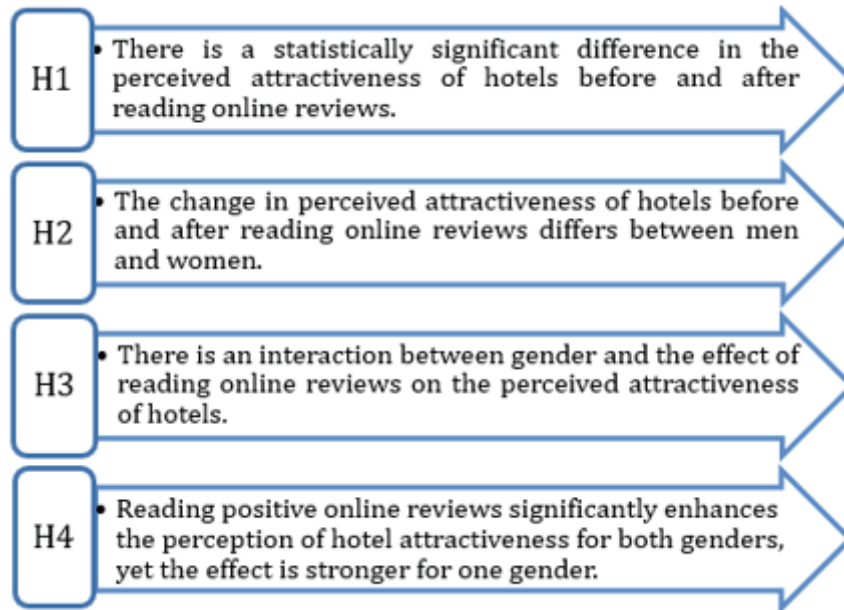 H1
• There is a statistically significant difference in the
perceived attractiveness of hotels before and after
reading online reviews.
H2
• The change in perceived attractiveness of hotels before
and after reading online reviews differs between men
and women.
H3
• There is an interaction between gender and the effect of
reading online reviews on the perceived attractiveness
of hotels.
H4
• Reading positive online reviews significantly enhances
the perception of hotel attractiveness for both genders,
yet the effect is stronger for one gender.